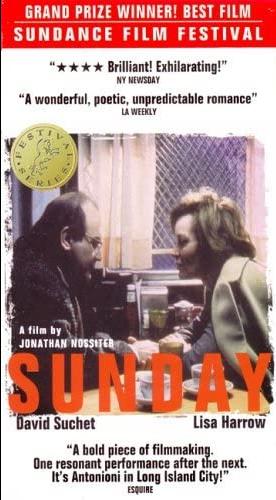 GRAND PRIZE WINNER! BEST FILM
SUNDANCE FILM FESTIVAL
"★★★★ Brilliant! Exhilarating!"
NY NEWSDAY
"A wonderful, poetic, unpredictable romance"
LA WEEKLY
FESTIVAL
SERIES
A film by
JONATHAN NOSSITER
SUNDAY
David Suchet Lisa Harrow
"A bold piece of filmmaking.
One resonant performance after the next.
It's Antonioni in Long Island City!"
ESQUIRE